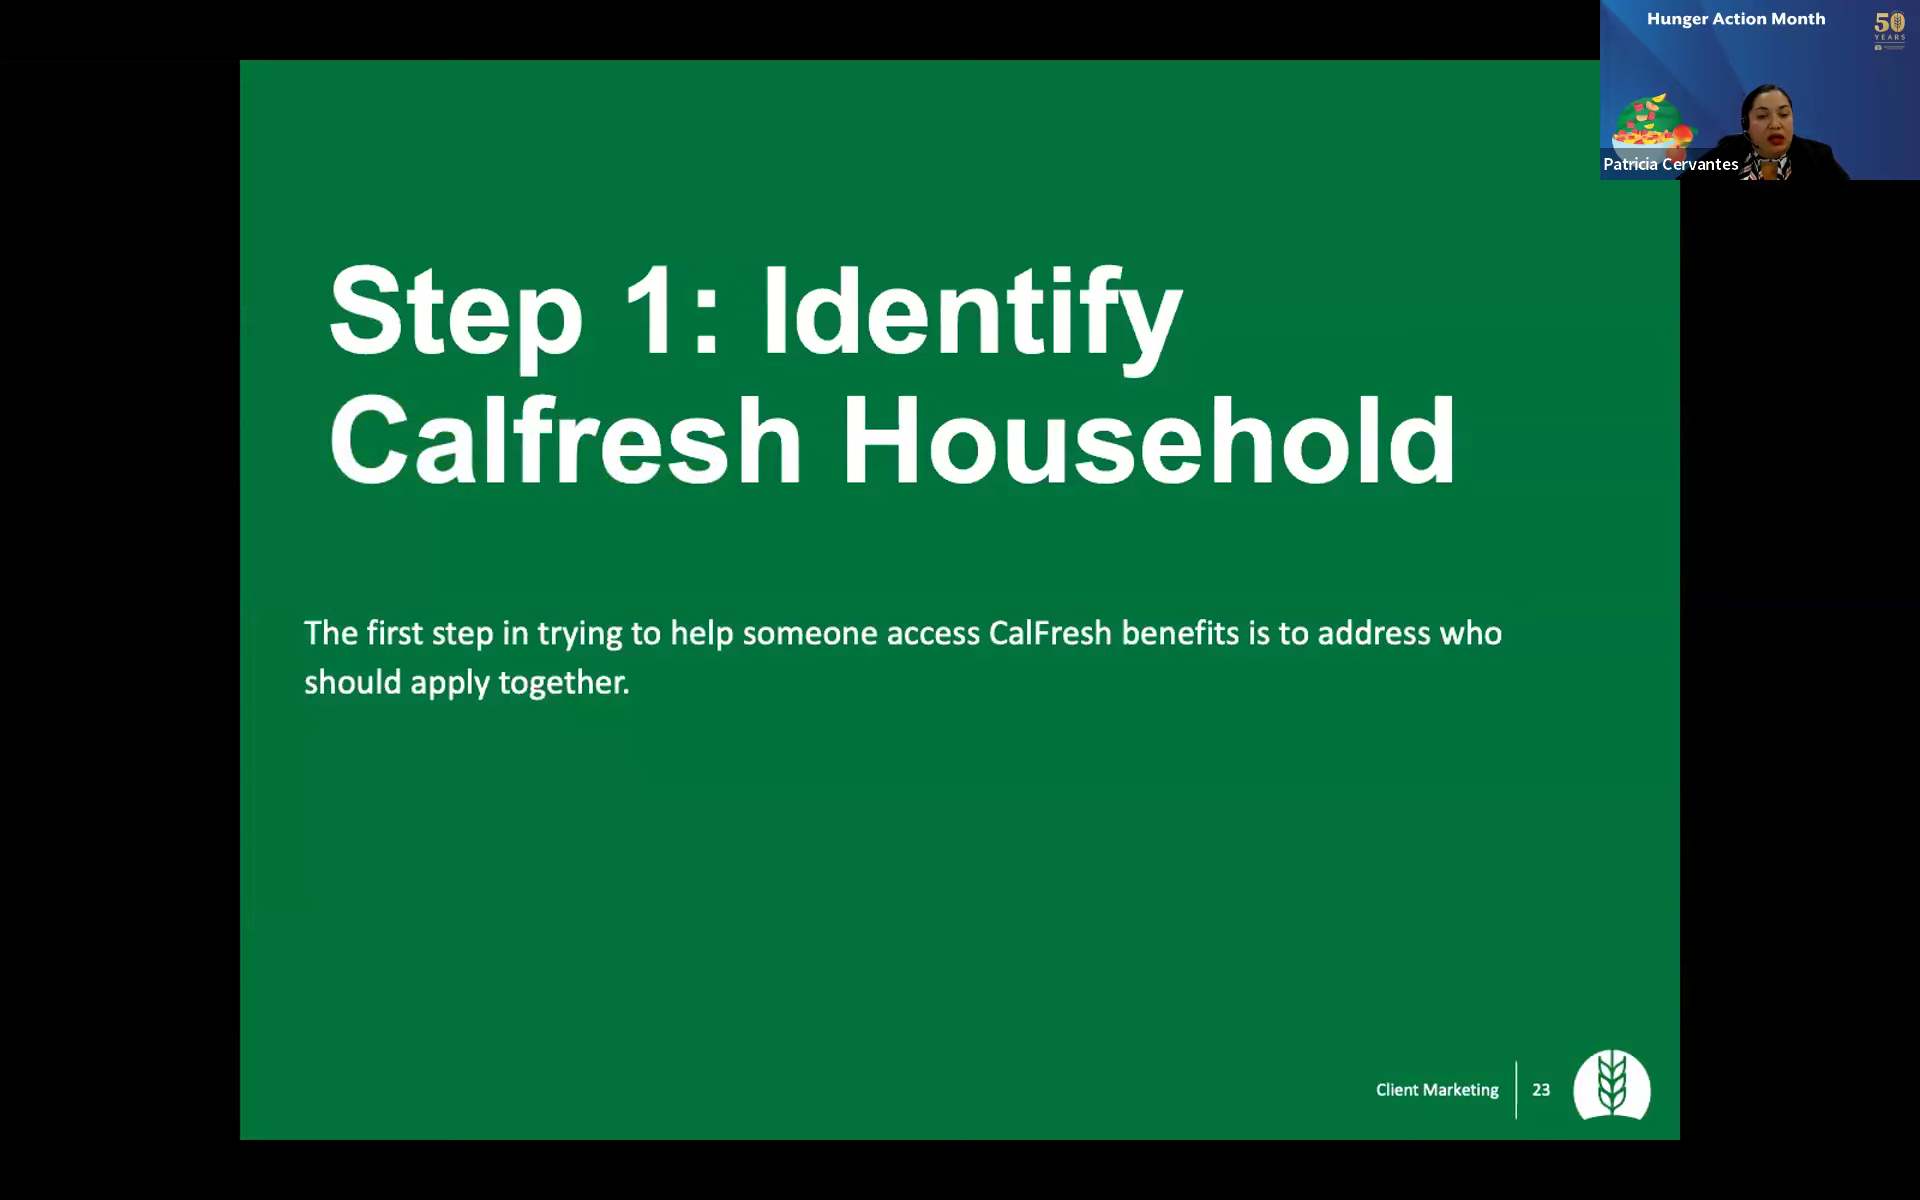 Hunger Action Month
50
YEARS
Patricia Cervantes
Step 1: Identify
Calfresh Household
The first step in trying to help someone access CalFresh benefits is to address who
should apply together.
Client Marketing
23